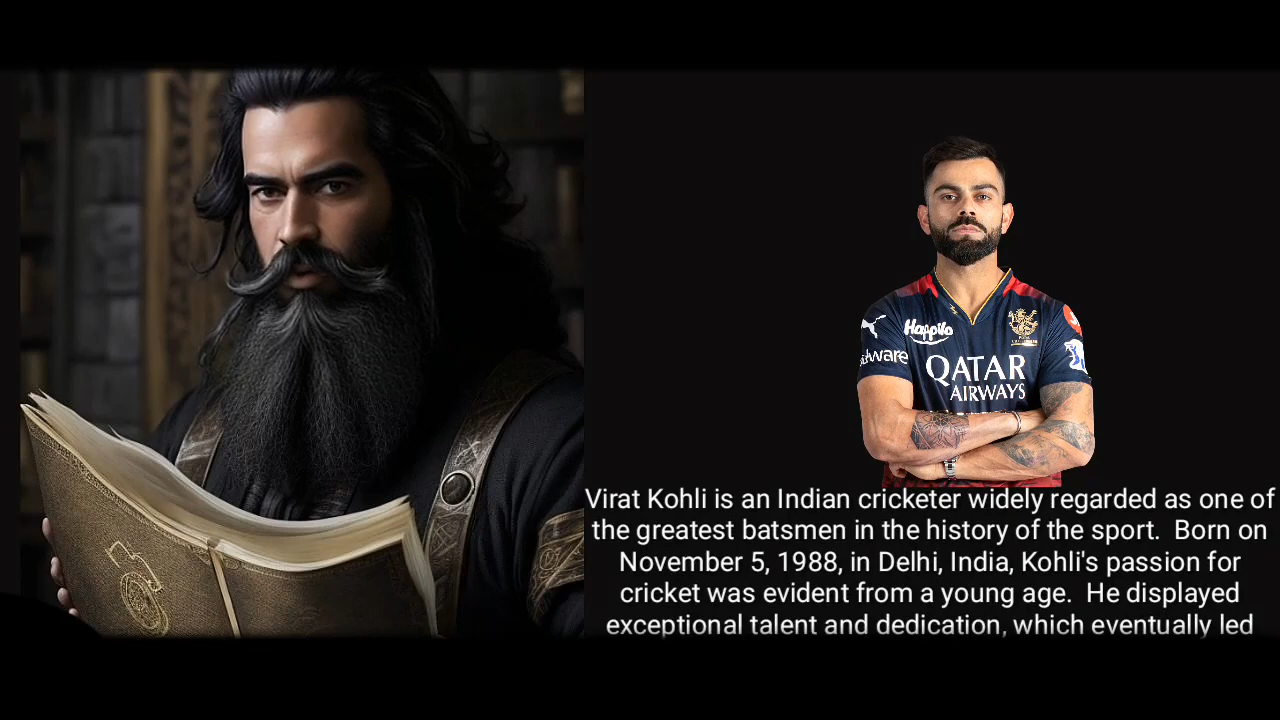 Happilo
QATAR
AIRWAYS
Virat Kohli is an Indian cricketer widely regarded as one of
the greatest batsmen in the history of the sport.  Born on
November 5, 1988, in Delhi, India, Kohli's passion for
cricket was evident from a young age.  He displayed
exceptional talent and dedication, which eventually led